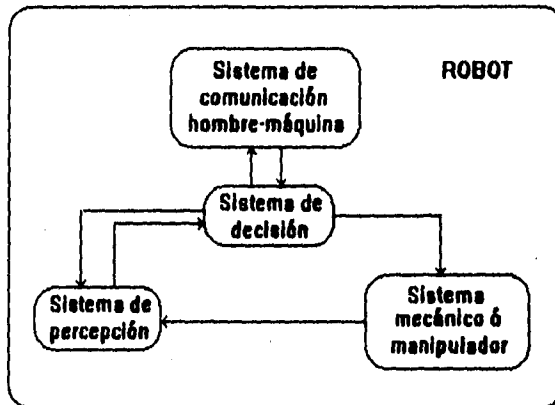 Sistema de
comunicación
hombre-máquina
ROBOT
Sistema de
decisión
Sistema de
percepción
Sistema
mecánico ó
manipulador